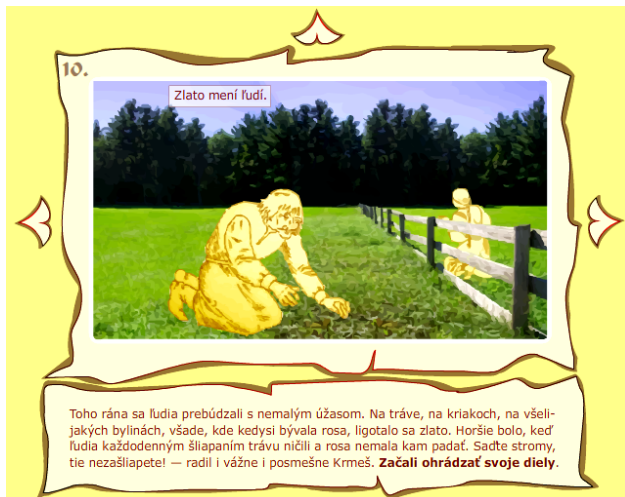 10.
Zlato mení ľudí.
Toho rána sa ľudia prebúdzali s nemalým úžasom. Na tráve, na kriakoch, na všeli-
jakých bylinách, všade, kde kedysi bývala rosa, ligotalo sa zlato. Horšie bolo, keď
ľudia každodenným šliapaním trávu ničili a rosa nemala kam padať. Saďte stromy,
tie nezašliapete! — radil i vážne i posmešne Krmeš. Začali ohrádzať svoje diely.